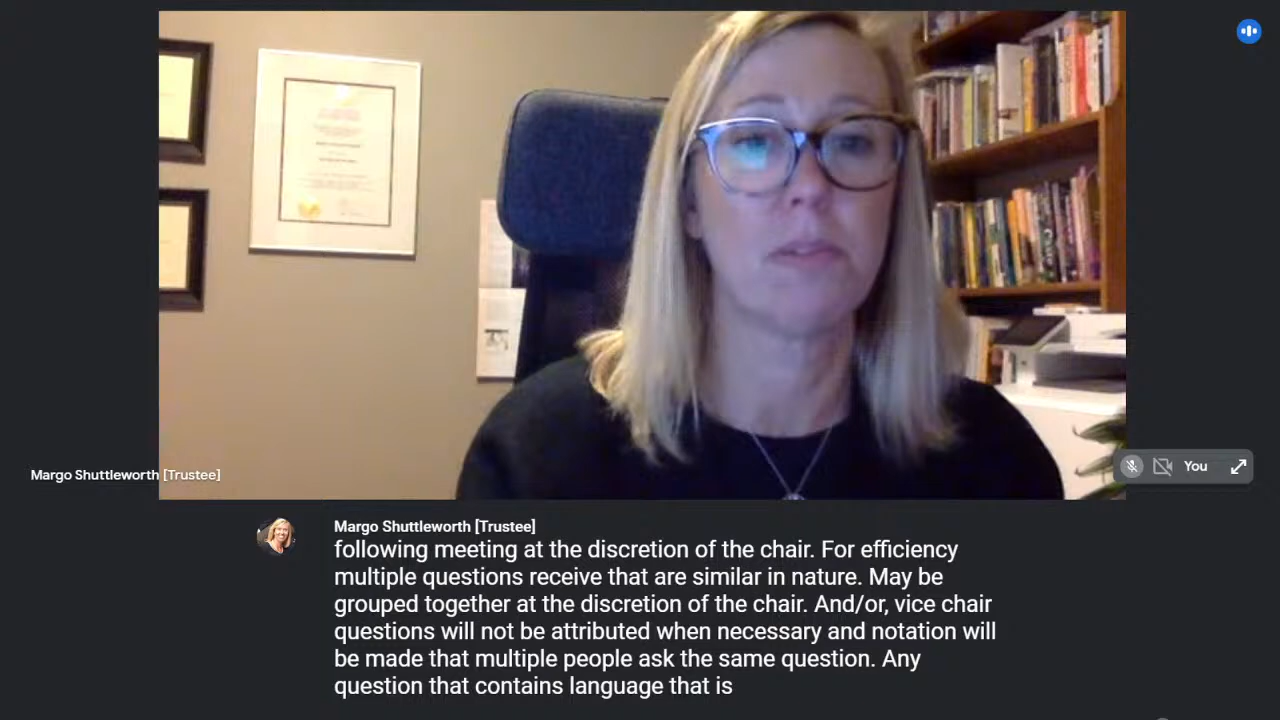 Margo Shuttleworth [Trustee]
You
Margo Shuttleworth [Trustee]
following meeting at the discretion of the chair. For efficiency
multiple questions receive that are similar in nature. May be
grouped together at the discretion of the chair. And/or, vice chair
questions will not be attributed when necessary and notation will
be made that multiple people ask the same question. Any
question that contains language that is